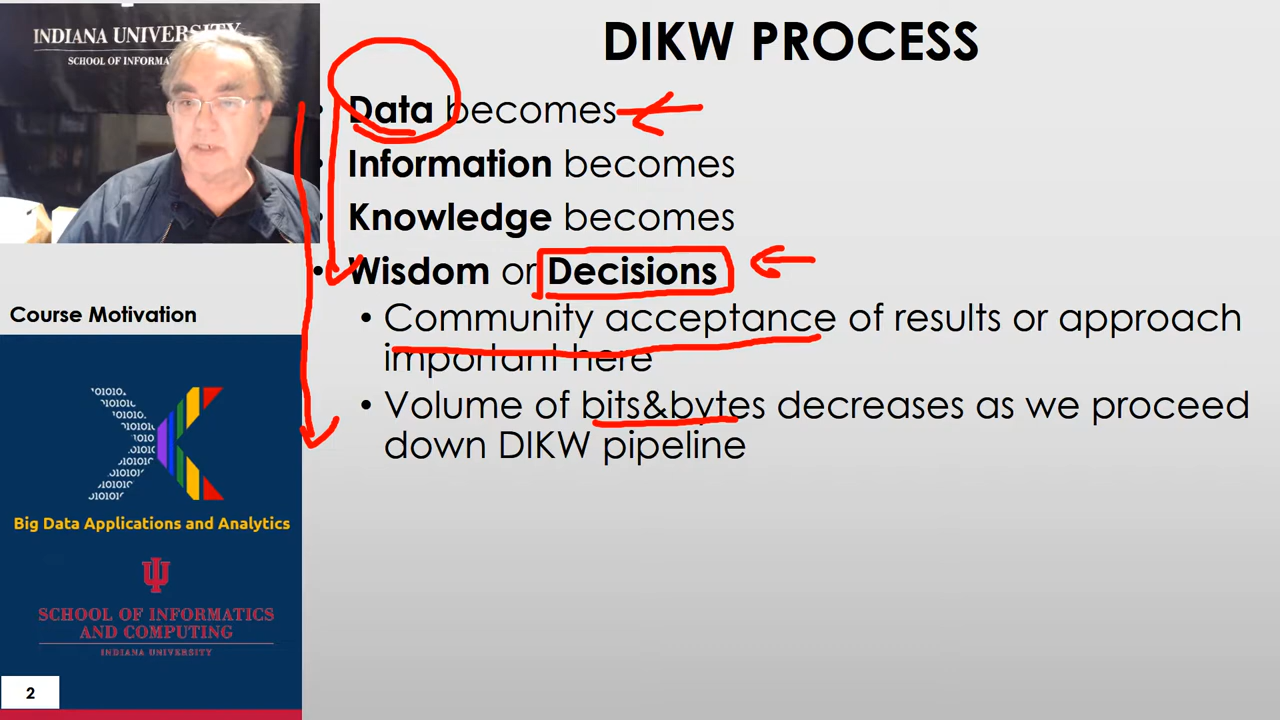 DIKW PROCESS
INDIANA UNIVERSITY
SCHOOL OF INFORMA
• Data becomes
• Information becomes
• Knowledge becomes
• Wisdom or Decisions
• Community acceptance of results or approach
important here
• Volume of bits&bytes decreases as we proceed
down DIKW pipeline
Course Motivation
Big Data Applications and Analytics
SCHOOL OF INFORMATICS
AND COMPUTING
INDIANA UNIVERSITY
2